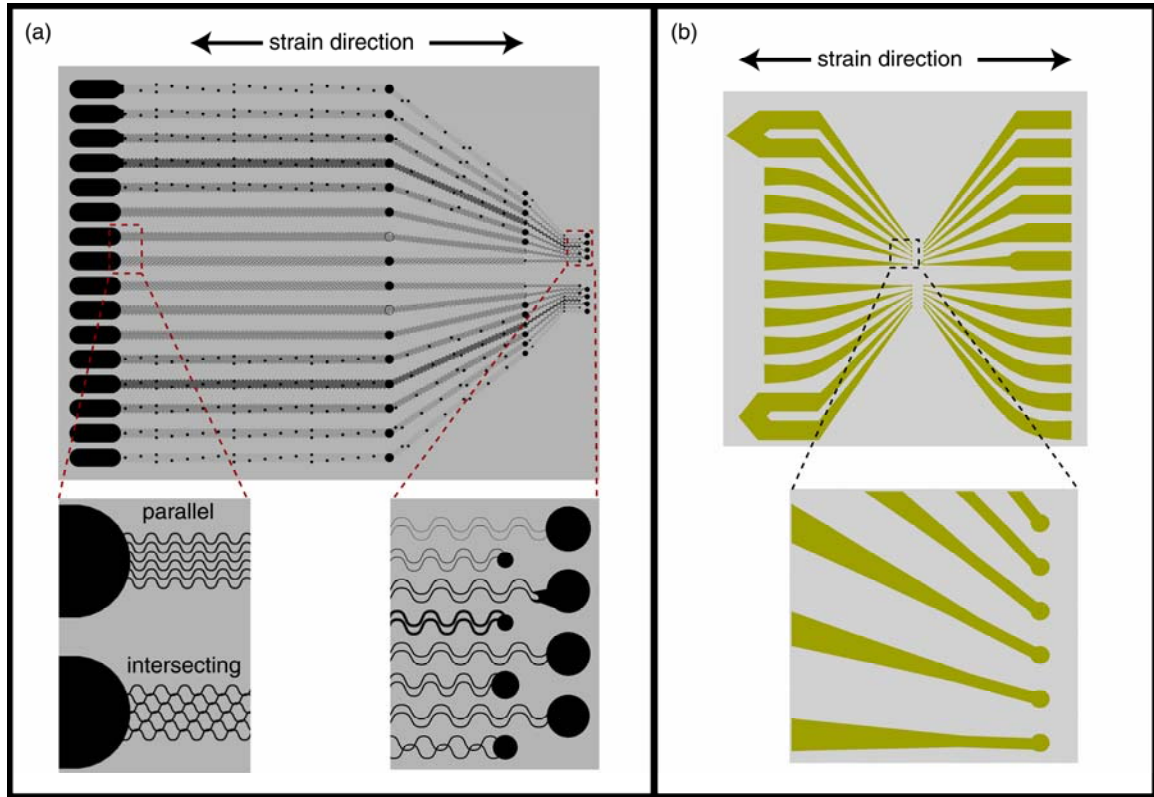 (a)
strain direction
parallel
intersecting
(b)
strain direction